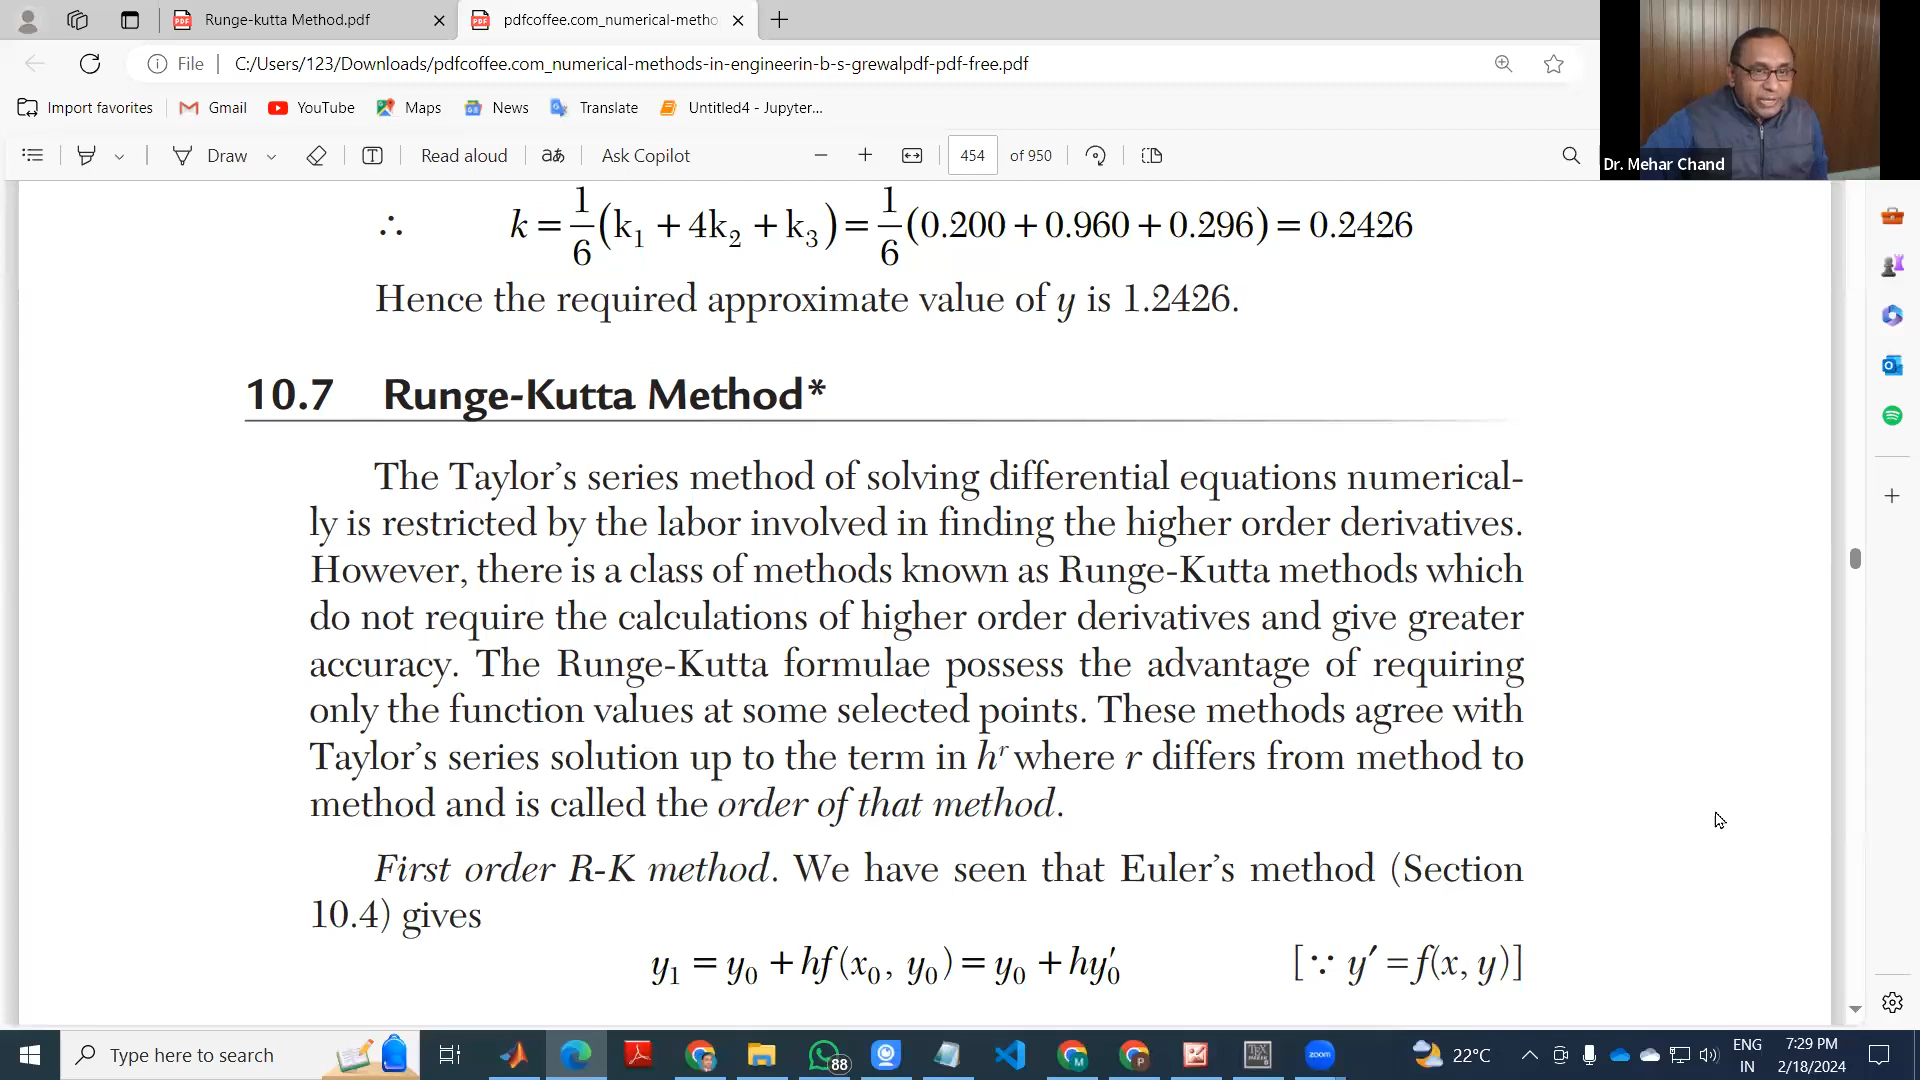 Runge-kutta Method.pdf
pdfcoffee.com_numerical-metho
File
C:/Users/123/Downloads/pdfcoffee.com_numerical-methods-in-engineerin-b-s-grewalpdf-pdf-free.pdf
Import favorites
Gmail
YouTube
Maps
News
Translate
Untitled4 - Jupyter...
Draw
Read aloud
aあ
Ask Copilot
454
of 950
Dr. Mehar Chand
∴ k = 1/6 (k₁ + 4k₂ + k₃) = 1/6 (0.200 + 0.960 + 0.296) = 0.2426
Hence the required approximate value of y is 1.2426.
10.7 Runge-Kutta Method*
The Taylor's series method of solving differential equations numerical-
ly is restricted by the labor involved in finding the higher order derivatives.
However, there is a class of methods known as Runge-Kutta methods which
do not require the calculations of higher order derivatives and give greater
accuracy. The Runge-Kutta formulae possess the advantage of requiring
only the function values at some selected points. These methods agree with
Taylor's series solution up to the term in hʳ where r differs from method to
method and is called the order of that method.
First order R-K method. We have seen that Euler's method (Section
10.4) gives
y₁ = y₀ + hf(x₀, y₀) = y₀ + hy₀′ [∵ y′ = f(x, y)]
Type here to search
88
zoom
22°C
ENG
IN
7:29 PM
2/18/2024